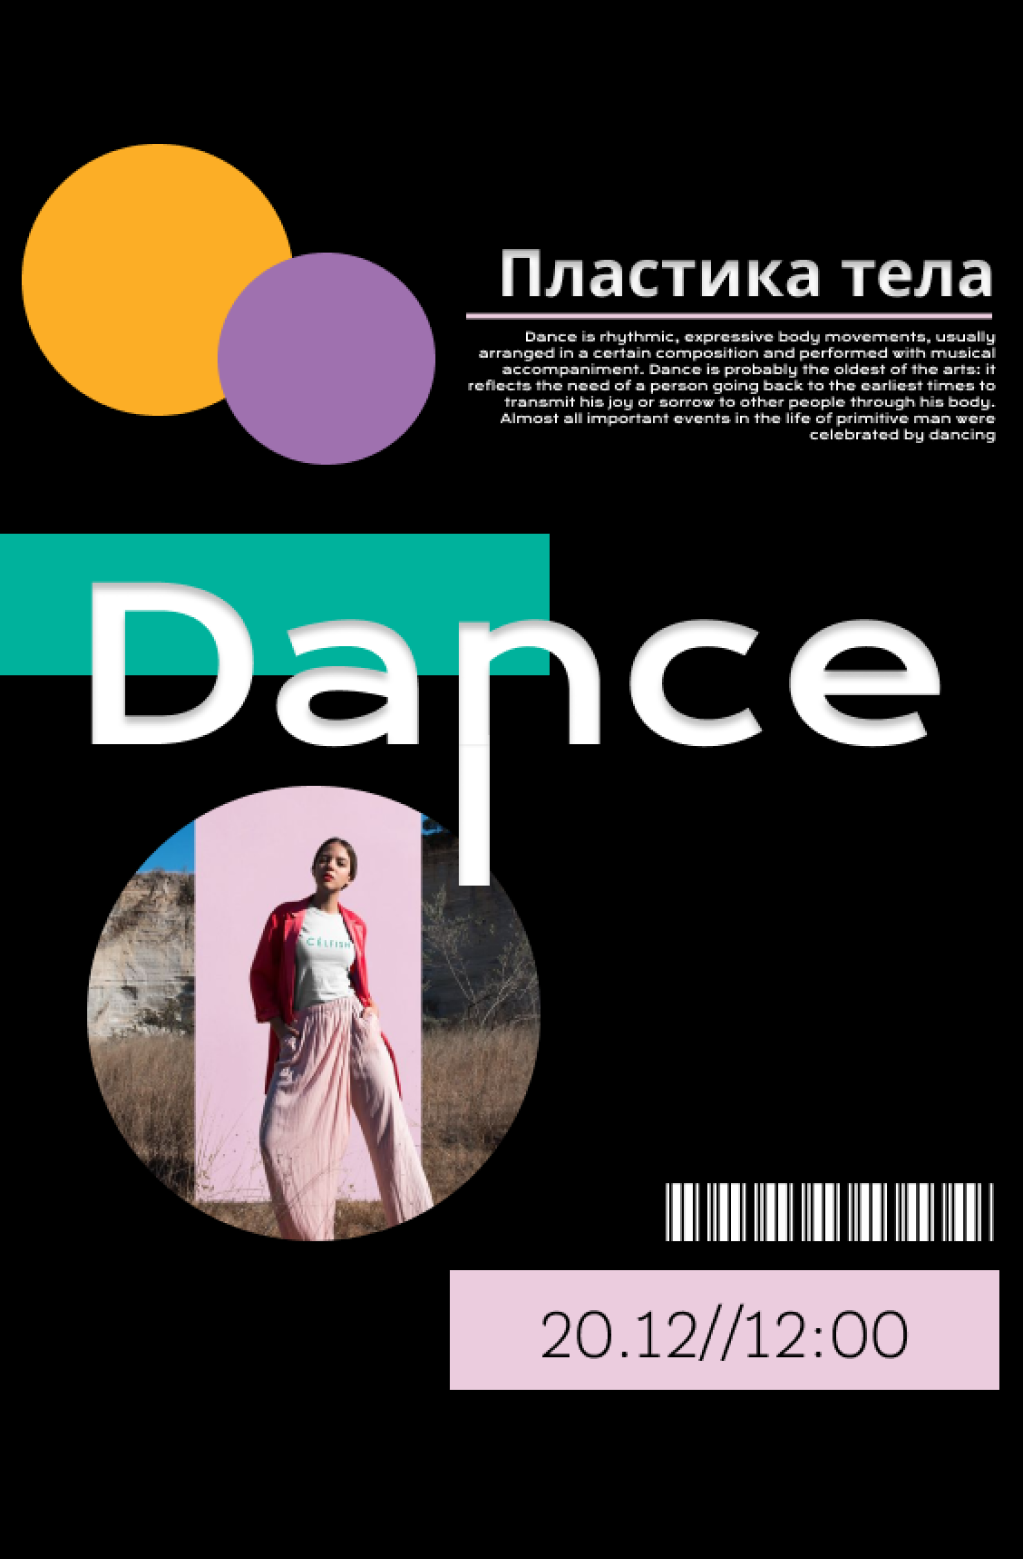 Пластика тела
Dance is rhythmic, expressive body movements, usually
arranged in a certain composition and performed with musical
accompaniment. Dance is probably the oldest of the arts: it
reflects the need of a person going back to the earliest times to
transmit his joy or sorrow to other people through his body.
Almost all important events in the life of primitive man were
celebrated by dancing
Dance
CÉLFISH
20.12//12:00